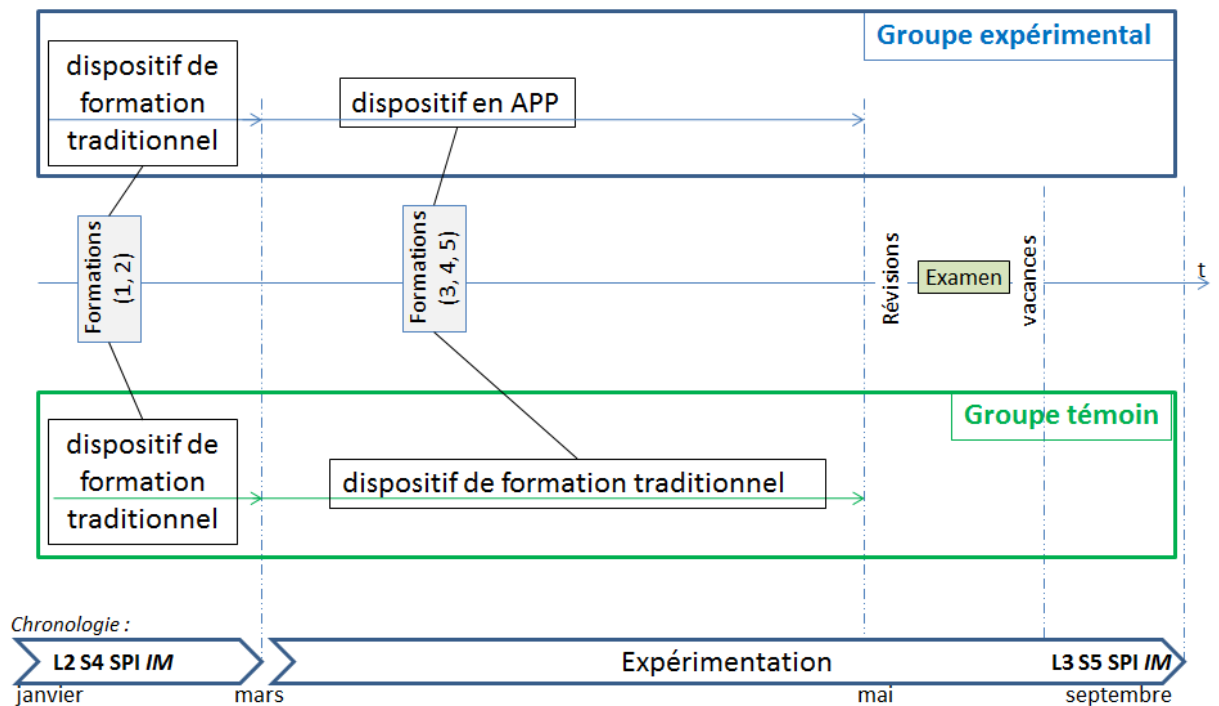 Groupe expérimental
dispositif de
formation
traditionnel
dispositif en APP
Formations
(1, 2)
Formations
(3, 4, 5)
Révisions
Examen
vacances
t
Groupe témoin
dispositif de
formation
traditionnel
dispositif de formation traditionnel
Chronologie :
L2 S4 SPI IM
Expérimentation
L3 S5 SPI IM
janvier
mars
mai
septembre